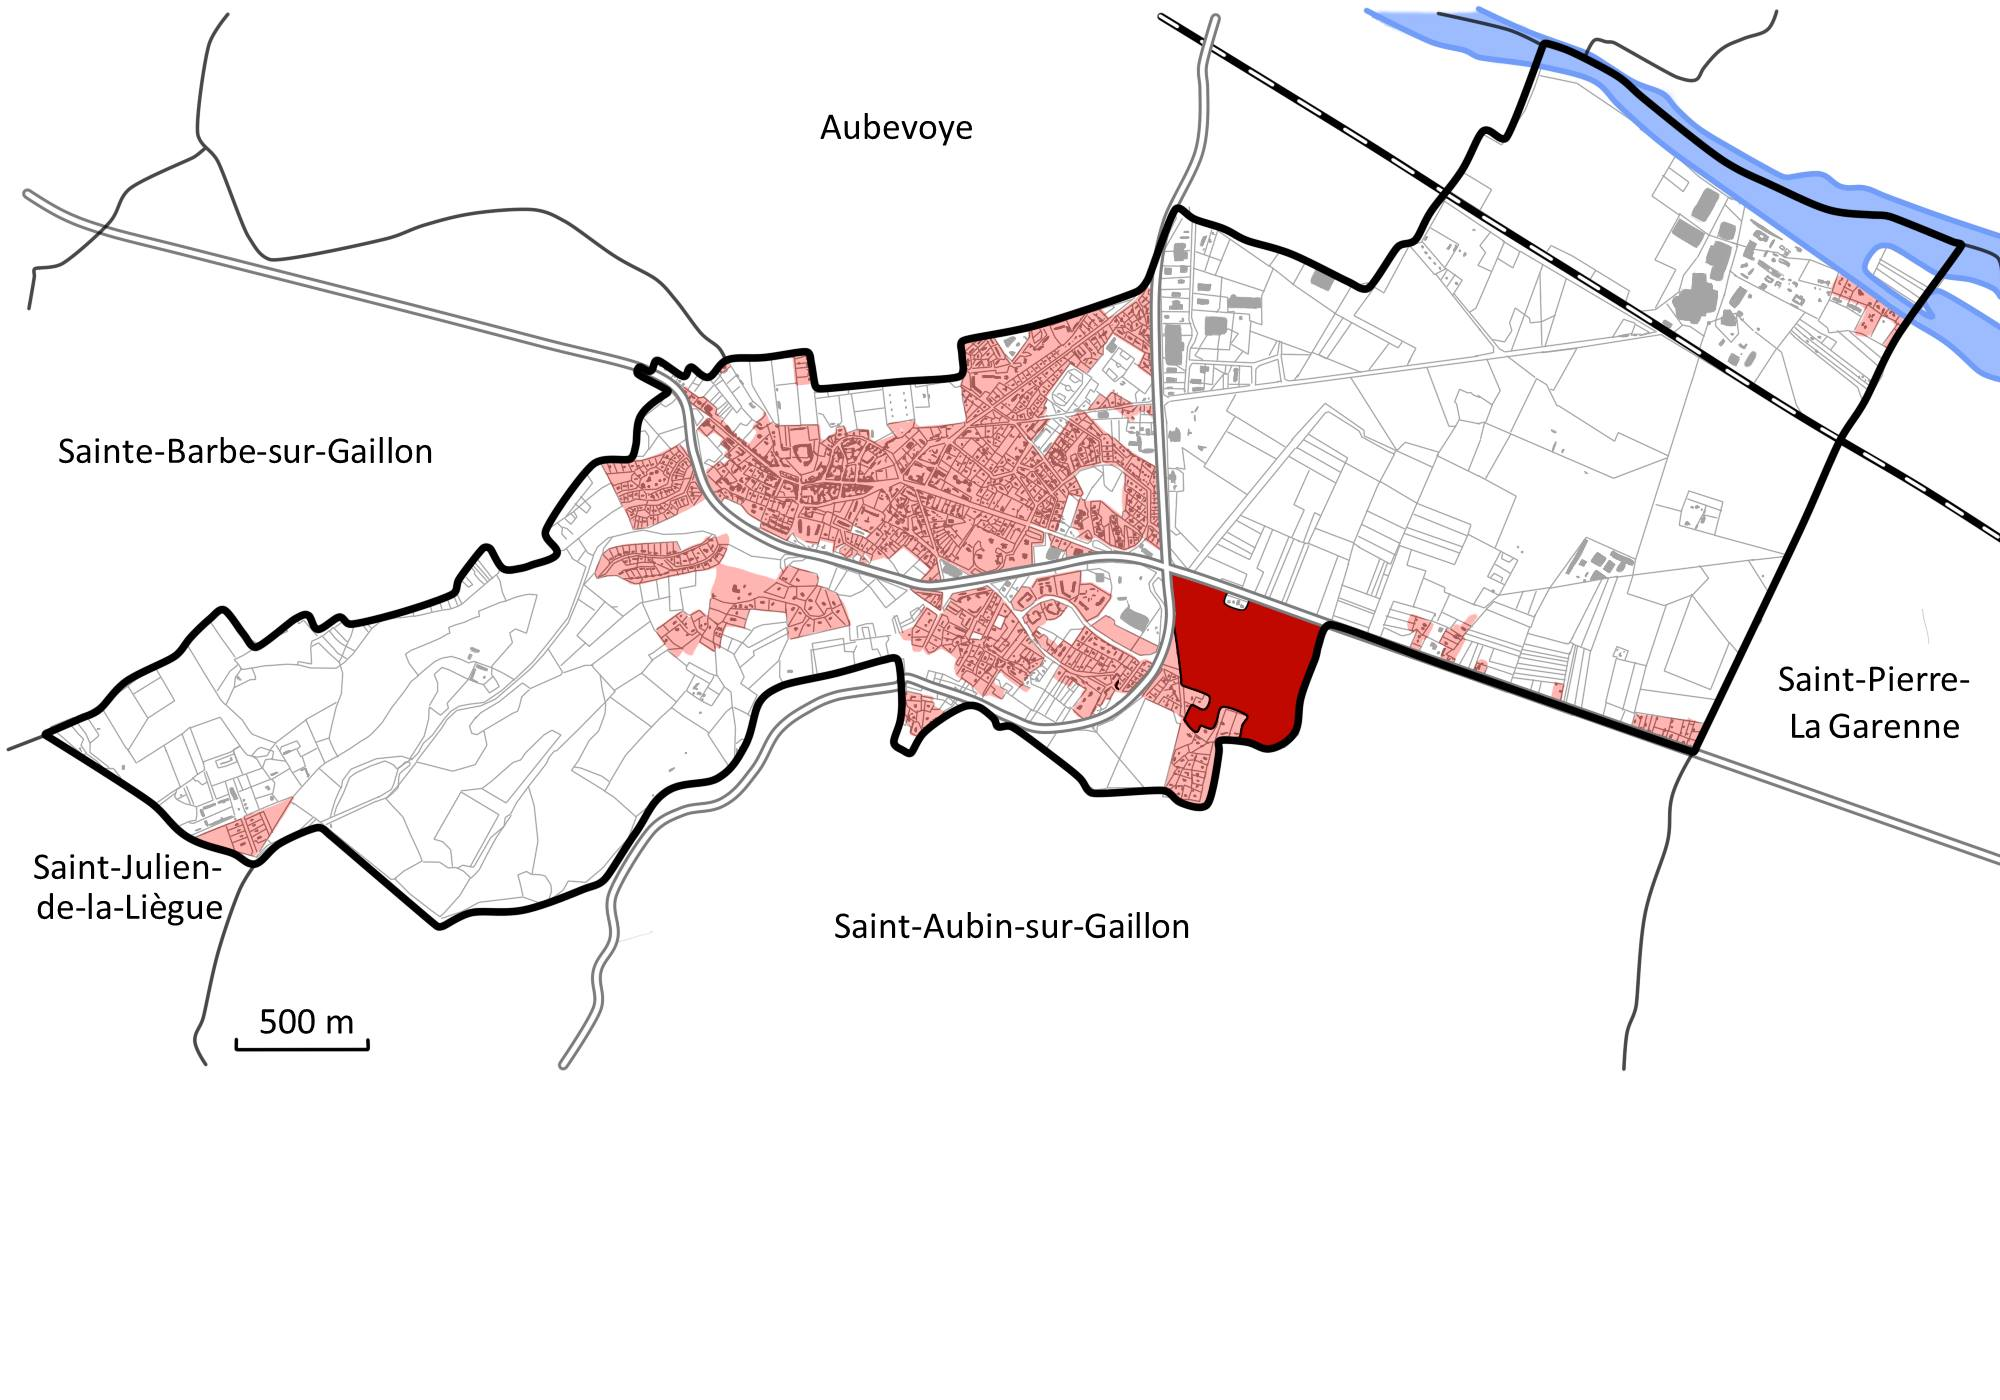 Aubevoye
Sainte-Barbe-sur-Gaillon
Saint-Pierre-
La Garenne
Saint-Julien-
de-la-Liègue
Saint-Aubin-sur-Gaillon
500 m